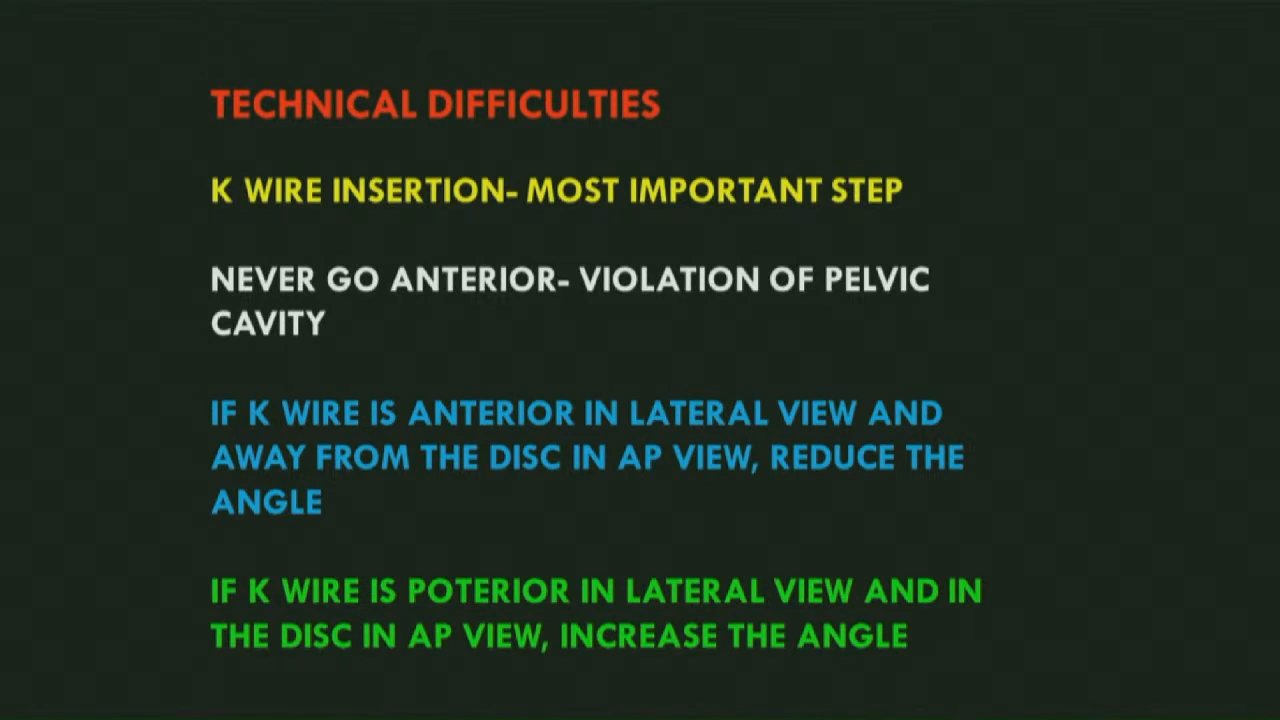 TECHNICAL DIFFICULTIES
K WIRE INSERTION- MOST IMPORTANT STEP
NEVER GO ANTERIOR- VIOLATION OF PELVIC
CAVITY
IF K WIRE IS ANTERIOR IN LATERAL VIEW AND
AWAY FROM THE DISC IN AP VIEW, REDUCE THE
ANGLE
IF K WIRE IS POTERIOR IN LATERAL VIEW AND IN
THE DISC IN AP VIEW, INCREASE THE ANGLE